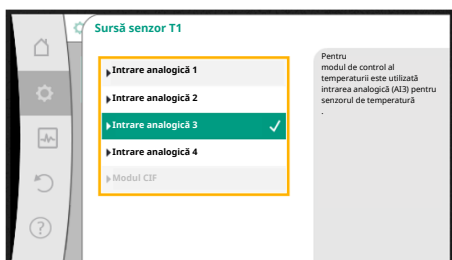 Sursă senzor T1
Intrare analogică 1
Intrare analogică 2
Intrare analogică 3
Intrare analogică 4
Modul CIF
Pentru
modul de control al
temperaturii este utilizată
intrarea analogică (AI3) pentru
senzorul de temperatură
.